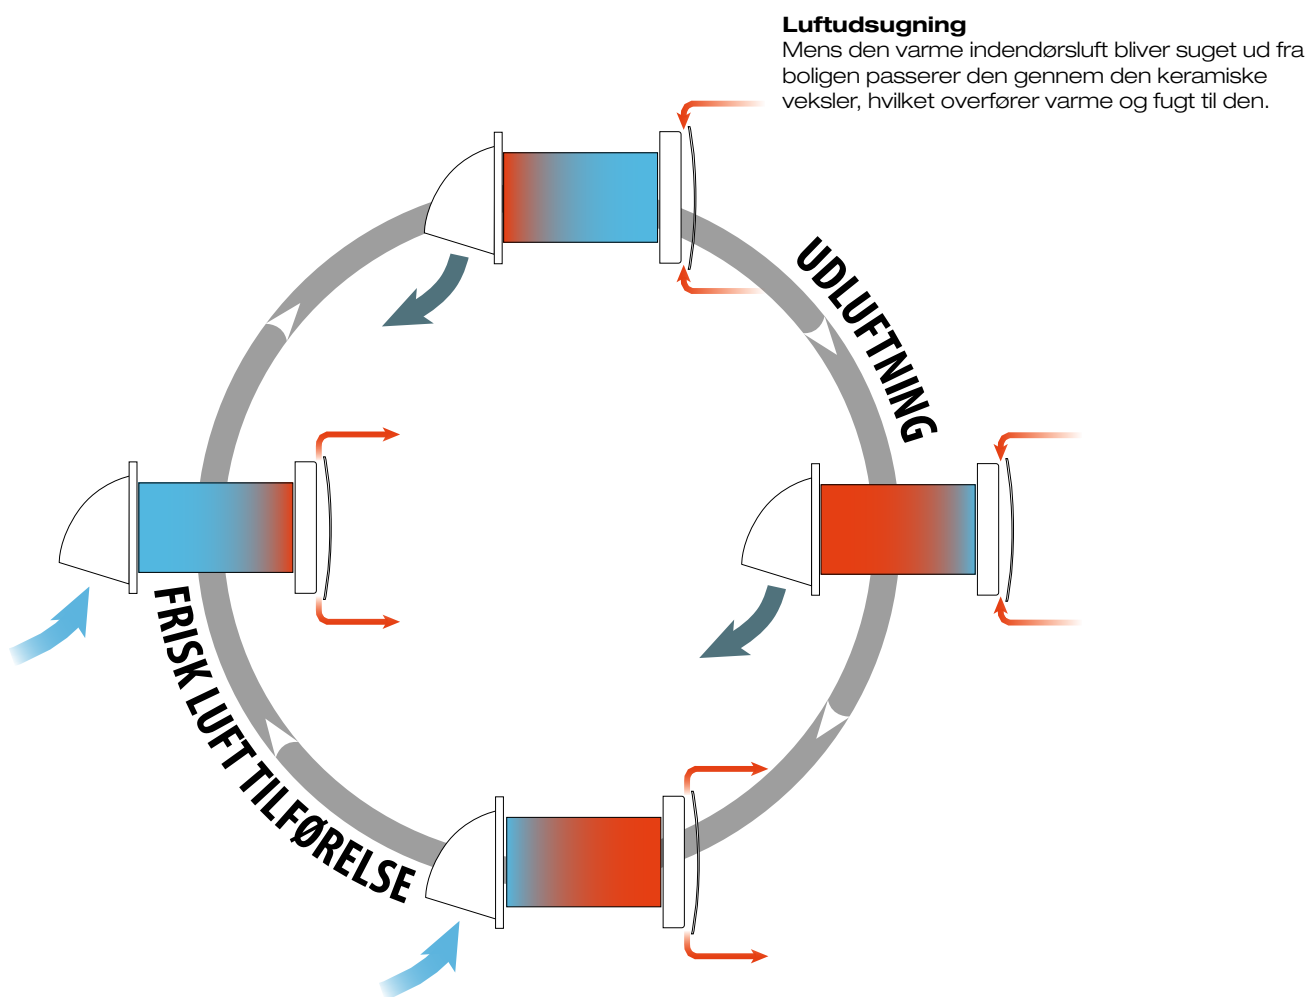 Luftudsugning
Mens den varme indendørsluft bliver suget ud fra
boligen passerer den gennem den keramiske
veksler, hvilket overfører varme og fugt til den.
UDLUFTNING
FRISK LUFT TILFØRELSE